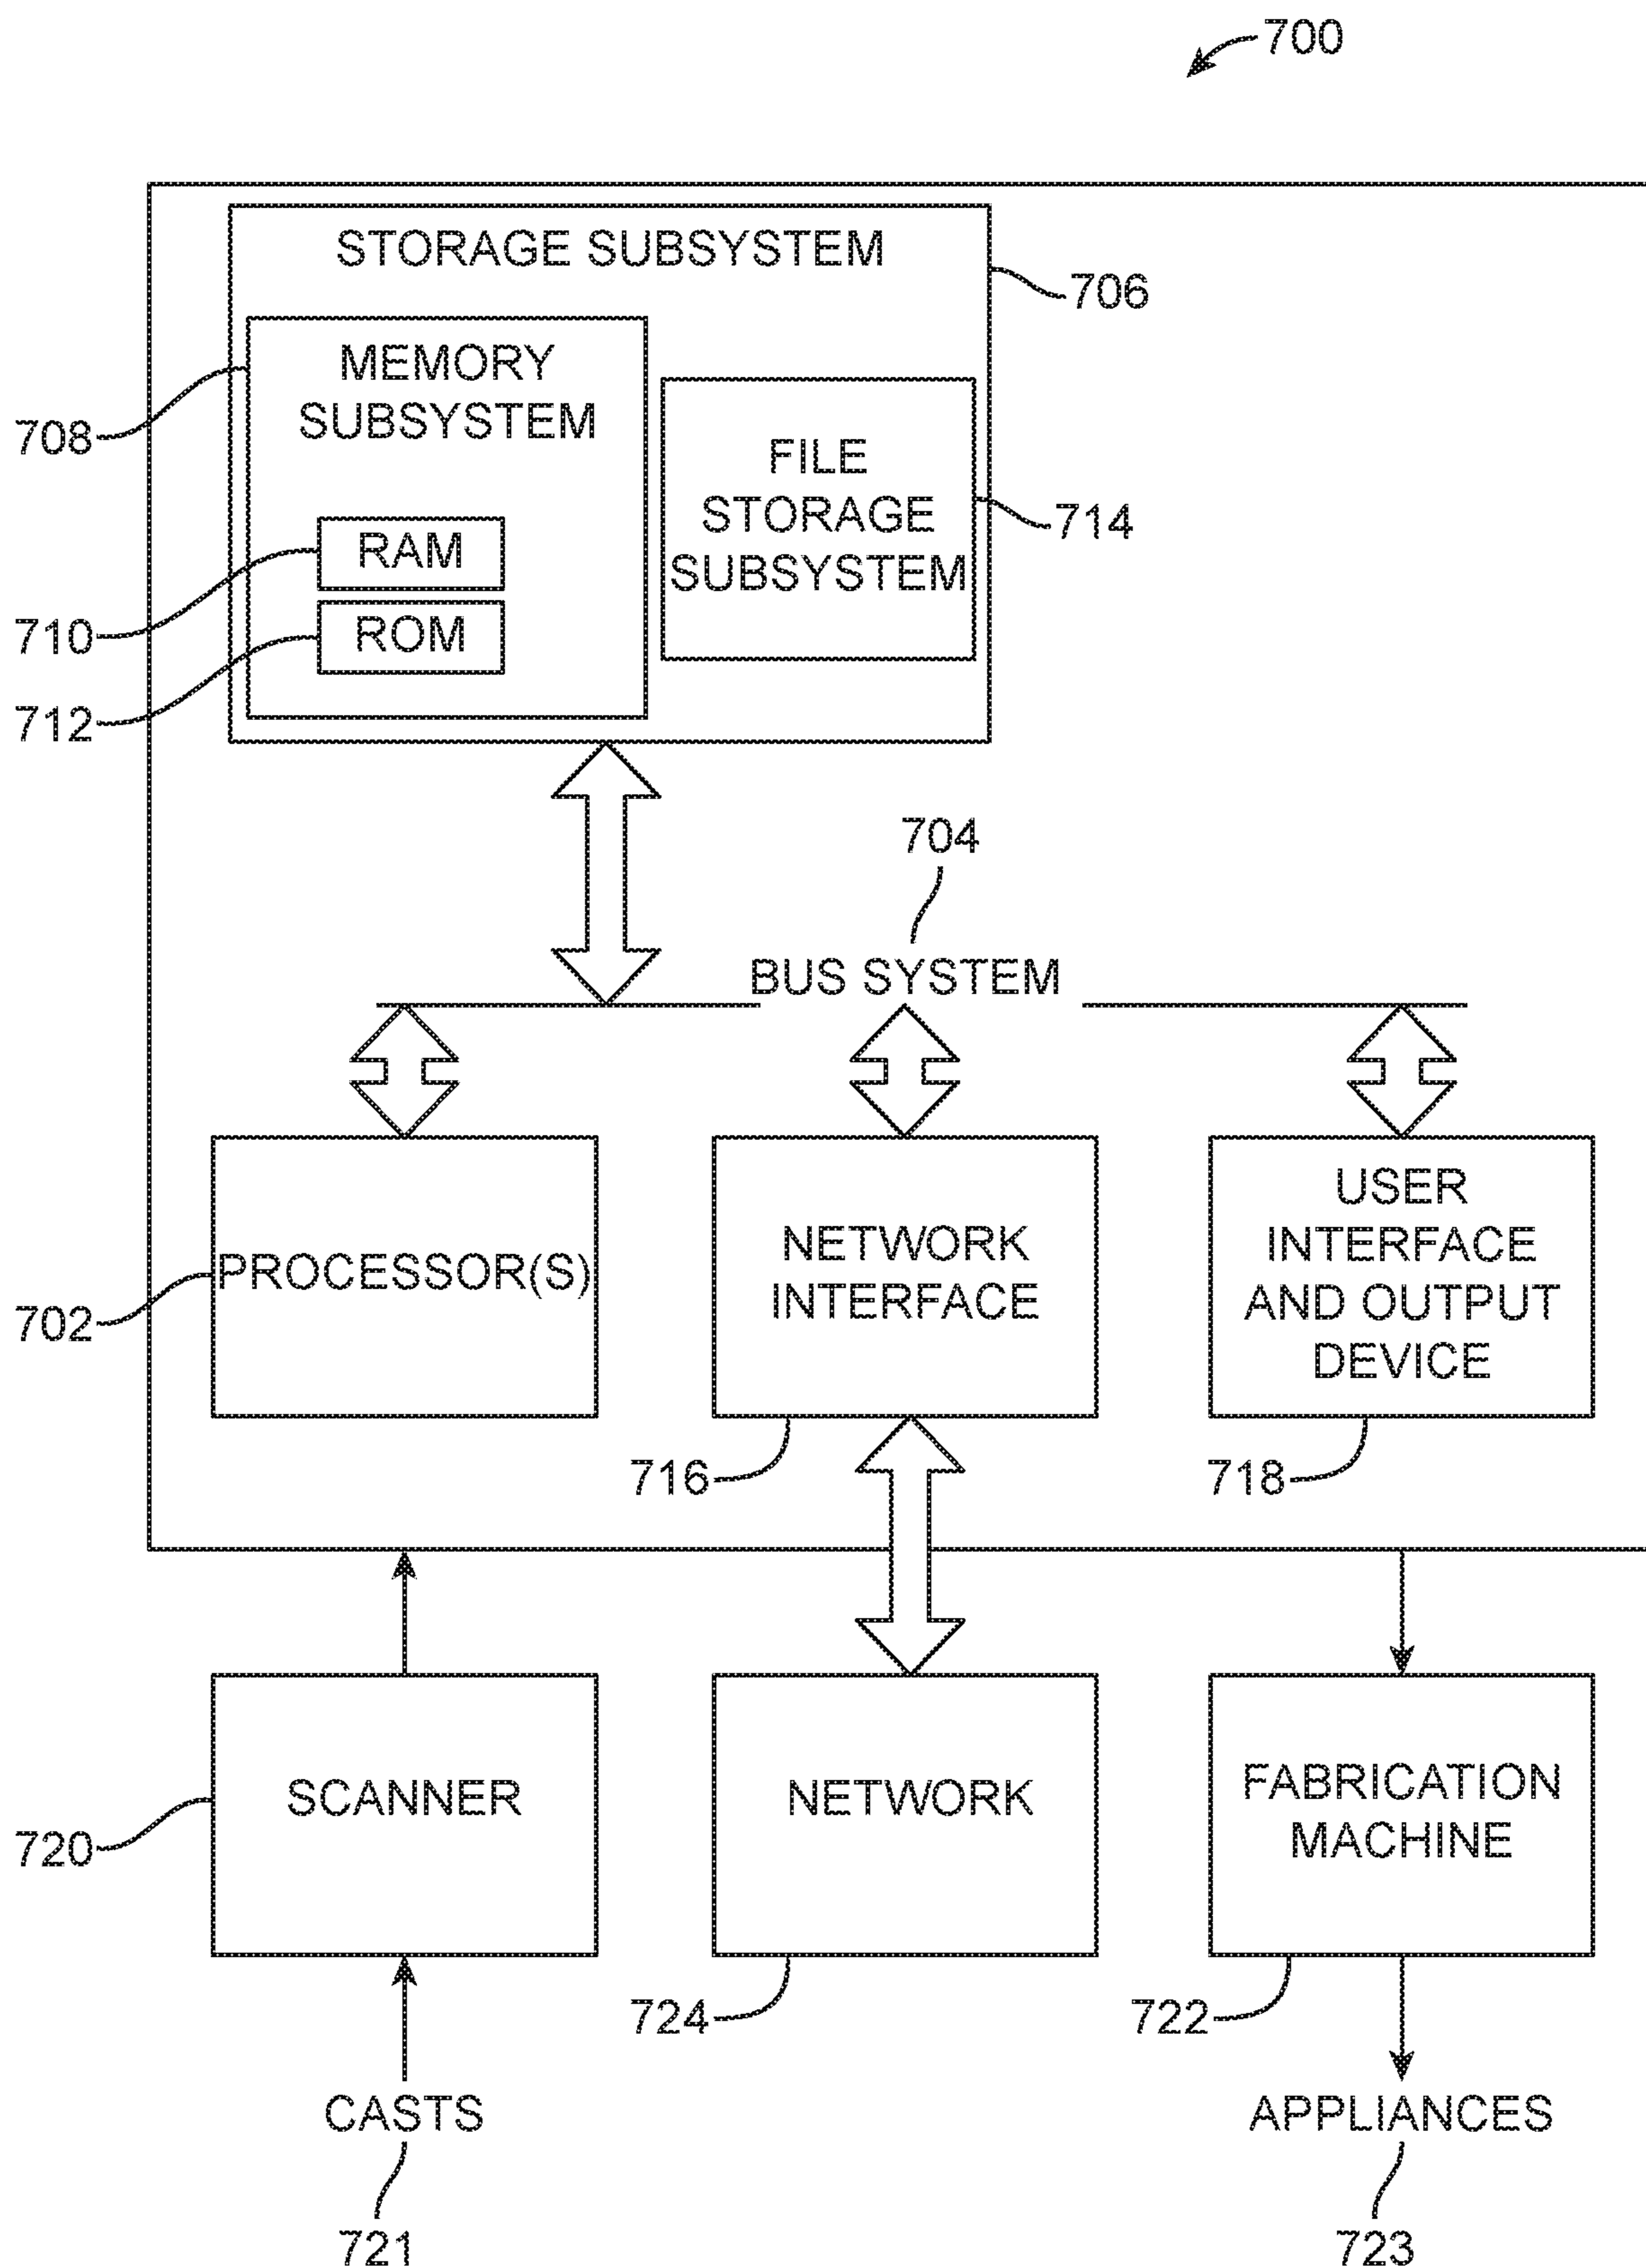 700
STORAGE SUBSYSTEM
706
MEMORY
SUBSYSTEM
708
FILE
STORAGE
SUBSYSTEM
714
RAM
710
ROM
712
704
BUS SYSTEM
PROCESSOR(S)
702
NETWORK
INTERFACE
716
USER
INTERFACE
AND OUTPUT
DEVICE
718
SCANNER
720
NETWORK
724
FABRICATION
MACHINE
722
CASTS
721
APPLIANCES
723